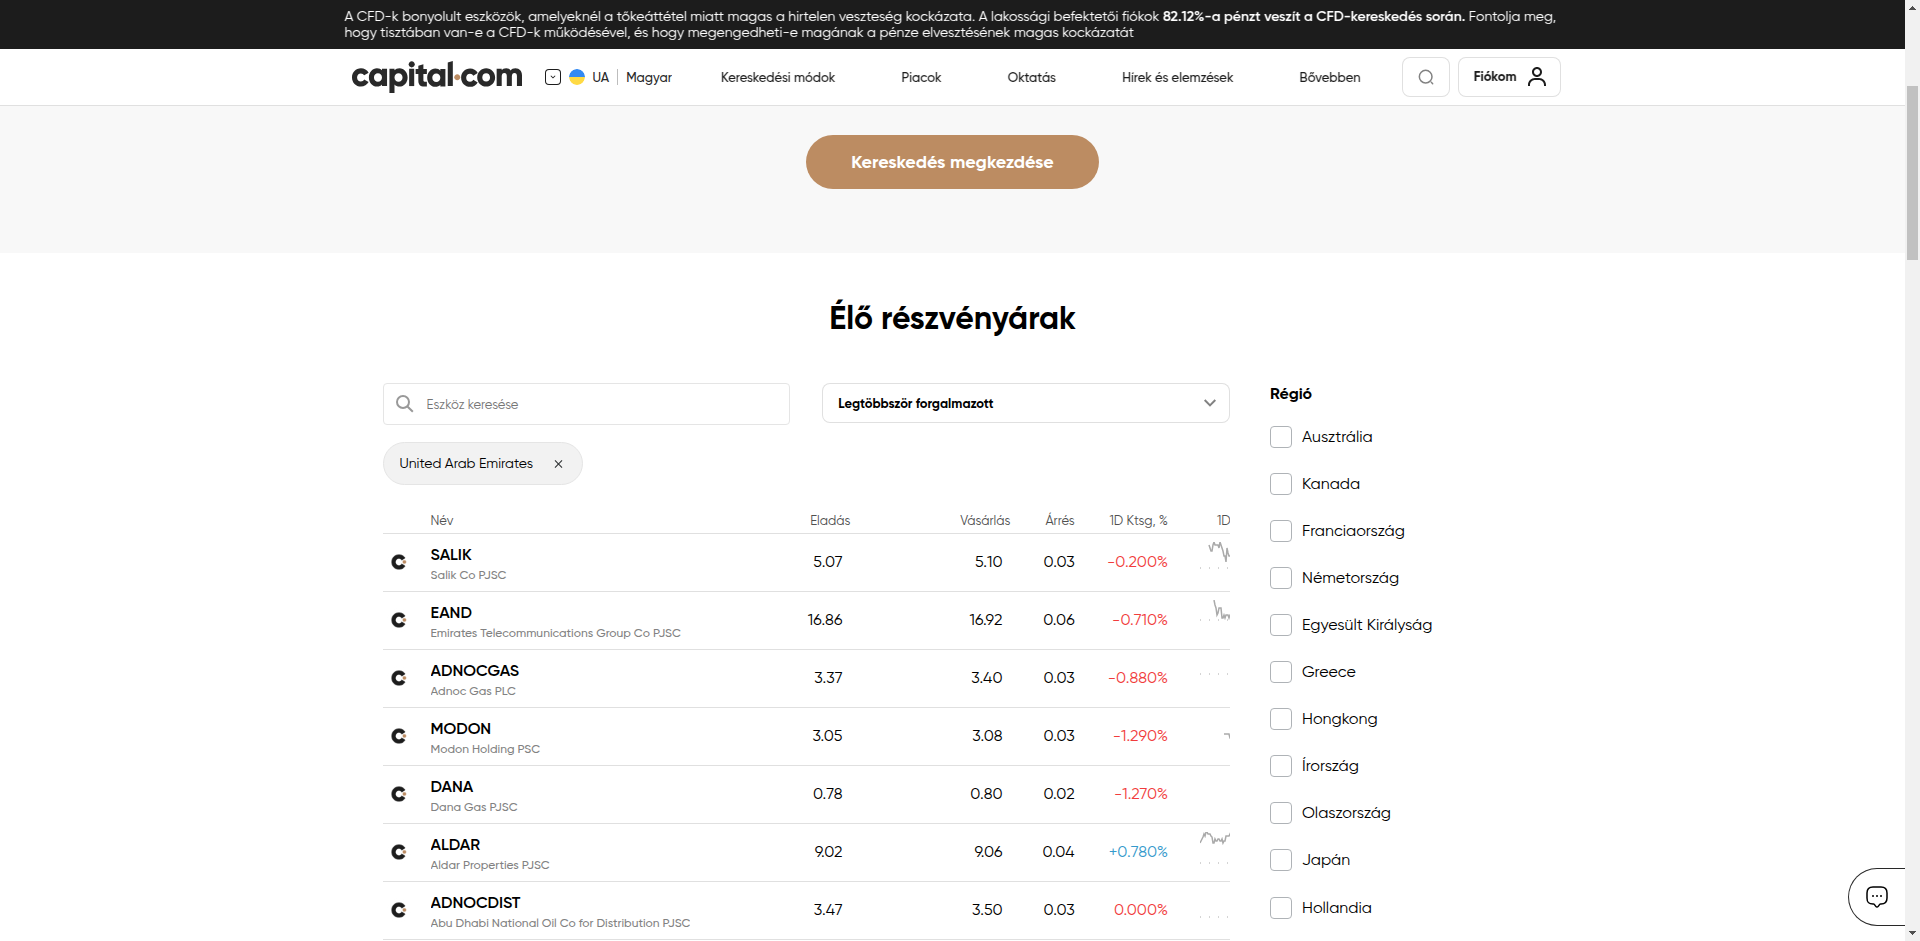 A CFD-k bonyolult eszközök, amelyeknél a tőkeáttétel miatt magas a hirtelen veszteség kockázata. A lakossági befektetői fiókok 82.12%-a pénzt veszít a CFD-kereskedés során. Fontolja meg,
hogy tisztában van-e a CFD-k működésével, és hogy megengedheti-e magának a pénze elvesztésének magas kockázatát
capital.com UA Magyar Kereskedési módok Piacok Oktatás Hírek és elemzések Bővebben Fiókom
Kereskedés megkezdése
Élő részvényárak
Eszköz keresése
Legtöbbször forgalmazott
United Arab Emirates
Név Eladás Vásárlás Árrés 1D Ktsg, % 1D
SALIK 5.07 5.10 0.03 -0.200%
Salik Co PJSC
EAND 16.86 16.92 0.06 -0.710%
Emirates Telecommunications Group Co PJSC
ADNOCGAS 3.37 3.40 0.03 -0.880%
Adnoc Gas PLC
MODON 3.05 3.08 0.03 -1.290%
Modon Holding PSC
DANA 0.78 0.80 0.02 -1.270%
Dana Gas PJSC
ALDAR 9.02 9.06 0.04 +0.780%
Aldar Properties PJSC
ADNOCDIST 3.47 3.50 0.03 0.000%
Abu Dhabi National Oil Co for Distribution PJSC
Régió
Ausztrália
Kanada
Franciaország
Németország
Egyesült Királyság
Greece
Hongkong
Írország
Olaszország
Japán
Hollandia